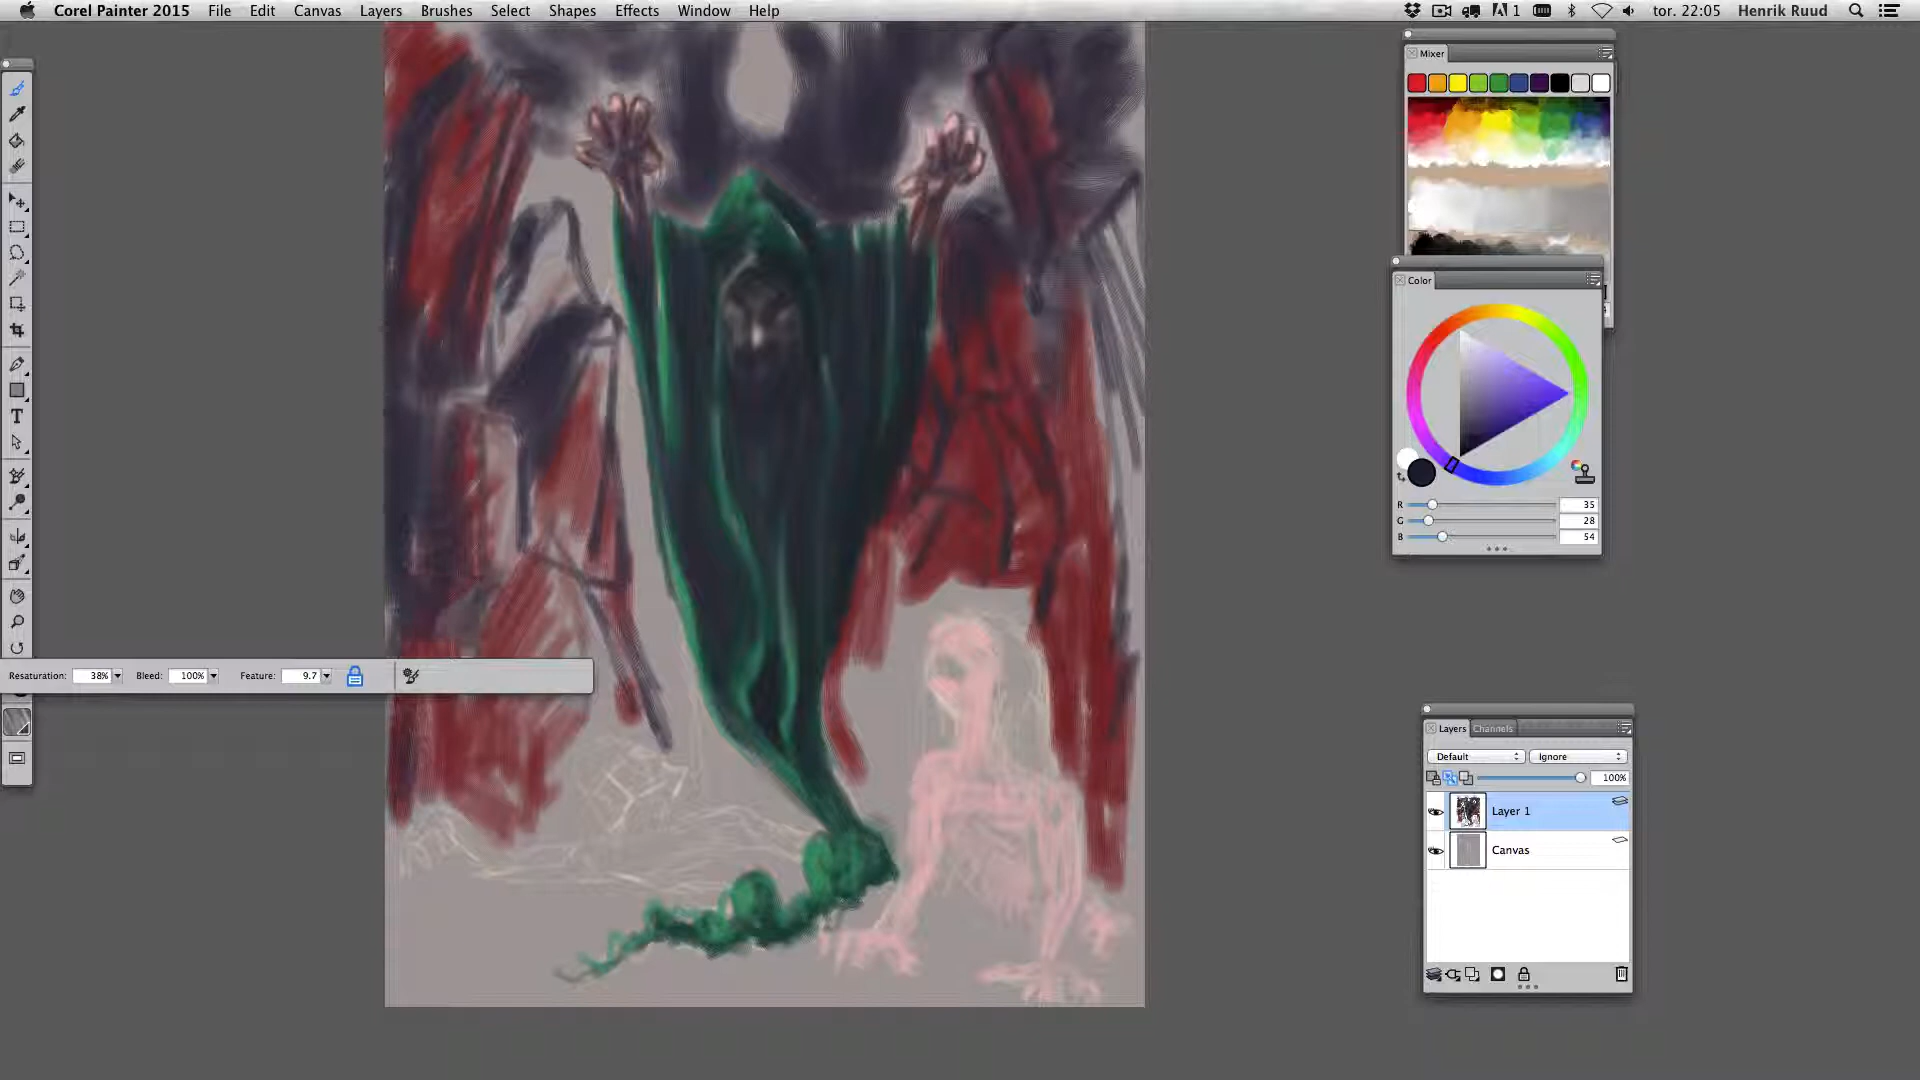 Corel Painter 2015 File Edit Canvas Layers Brushes Select Shapes Effects Window Help 1 tor. 22:05 Henrik Ruud
Mixer
Color
R 35
G 28
B 54
T
Resaturation: 38% Bleed: 100% Feature: 9.7
Layers Channels
Default Ignore
100%
Layer 1
Canvas